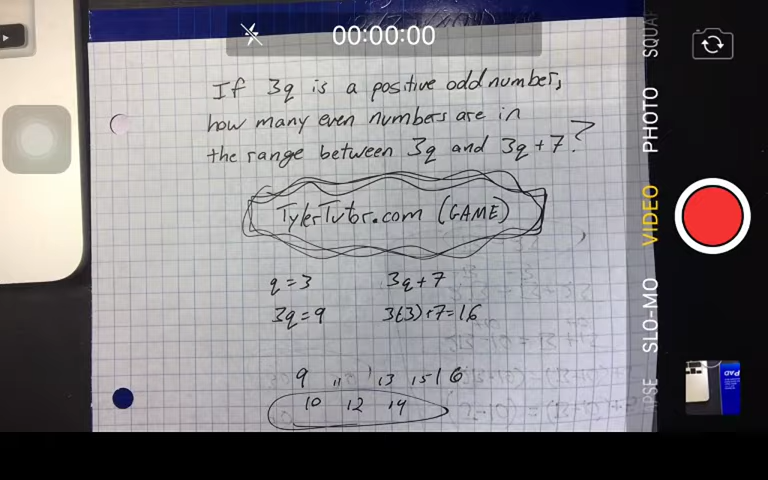 00:00:00
If 3q is a positive odd number,
how many even numbers are in
the range between 3q and 3q + 7?
TylerTutor.com (GAME)
q = 3 3q + 7
3q = 9 3(3) + 7 = 16
9 11 13 15 16
10 12 14
SQUAR
PHOTO
VIDEO
SLO-MO
PSE
PAD